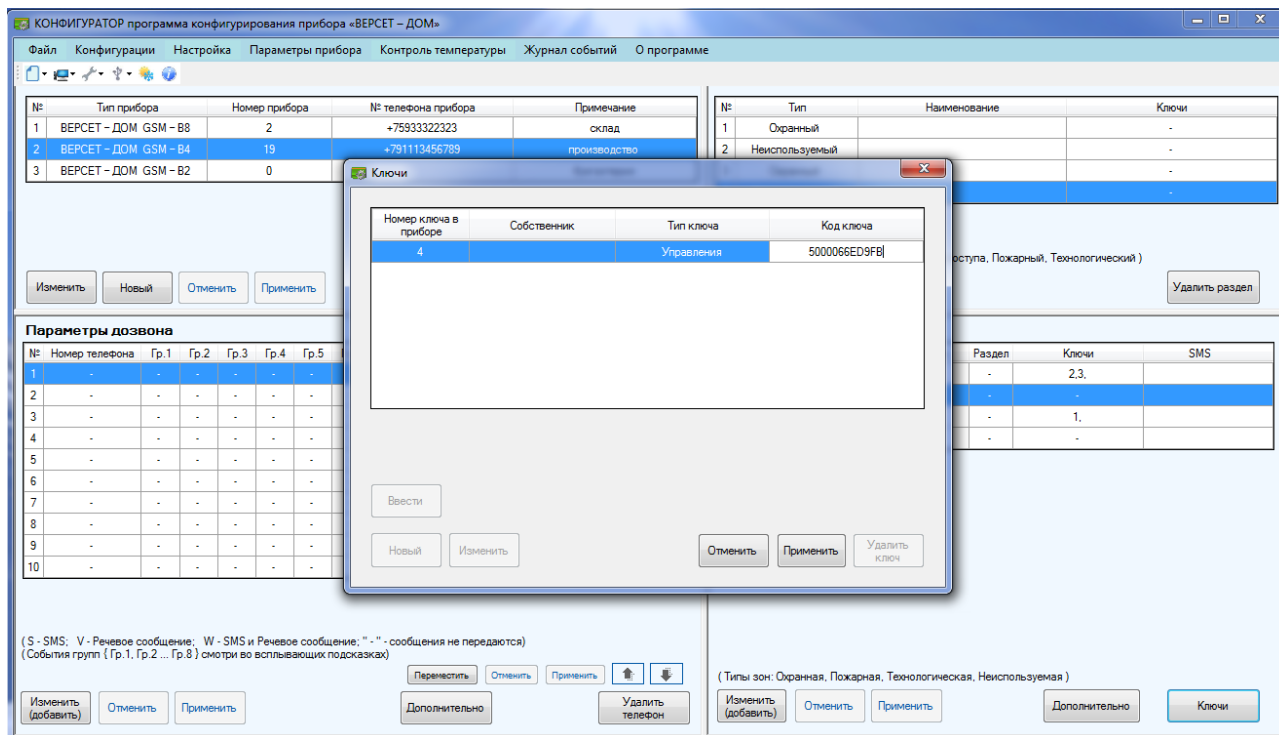 КОНФИГУРАТОР программа конфигурирования прибора «ВЕРСЕТ – ДОМ»
Файл Конфигурации Настройка Параметры прибора Контроль температуры Журнал событий О программе
№ Тип прибора Номер прибора № телефона прибора Примечание
1 ВЕРСЕТ – ДОМ GSM – В8 2 +75933322323 склад
2 ВЕРСЕТ – ДОМ GSM – В4 19 +791113456789 производство
3 ВЕРСЕТ – ДОМ GSM – В2 0
Изменить Новый Отменить Применить
№ Тип Наименование Ключи
1 Охранный -
2 Неиспользуемый -
-
-
оступа, Пожарный, Технологический )
Удалить раздел
Ключи
Номер ключа в приборе Собственник Тип ключа Код ключа
4 Управления 5000066ED9FB
Ввести
Новый Изменить Отменить Применить Удалить ключ
Параметры дозвона
№ Номер телефона Гр.1 Гр.2 Гр.3 Гр.4 Гр.5
1 - - - - - -
2 - - - - - -
3 - - - - - -
4 - - - - - -
5 - - - - - -
6 - - - - - -
7 - - - - - -
8 - - - - - -
9 - - - - - -
10 - - - - - -
( S - SMS; V - Речевое сообщение; W - SMS и Речевое сообщение; " - " - сообщения не передаются)
(События групп { Гр.1, Гр.2 ... Гр.8 } смотри во всплывающих подсказках)
Переместить Отменить Применить
Изменить (добавить) Отменить Применить Дополнительно Удалить телефон
Раздел Ключи SMS
- 2,3,
- -
- 1,
- -
( Типы зон: Охранная, Пожарная, Технологическая, Неиспользуемая )
Изменить (добавить) Отменить Применить Дополнительно Ключи